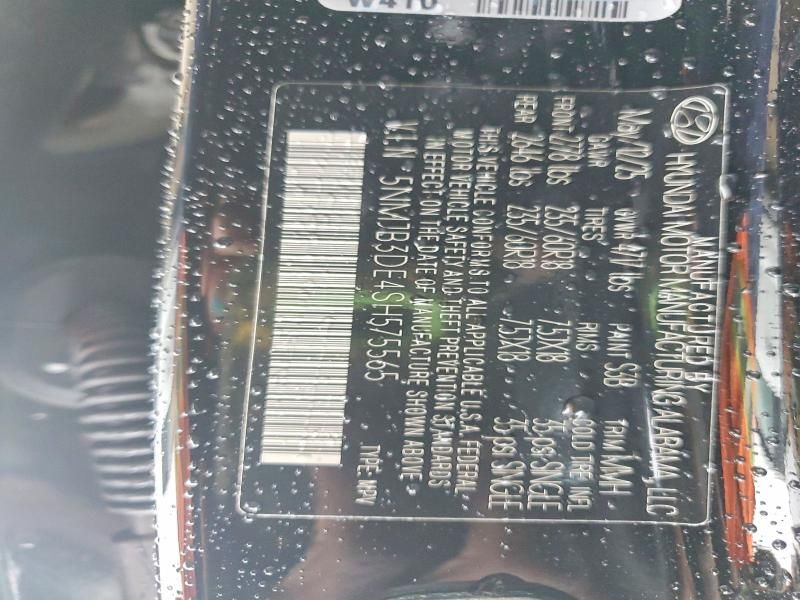 MANUFACTURED BY
HYUNDAI MOTOR MANUFACTURING ALABAMA, LLC
May/12/25 GVWR 4717 lbs PAINT S3B TRIM MMH
GAWR TIRES RIMS COLD TIRE INFL
FRONT 2778 lbs 235/60R18 7.5JX18 35 psi SINGLE
REAR 2646 lbs 235/60R18 7.5JX18 35 psi SINGLE
THIS VEHICLE CONFORMS TO ALL APPLICABLE U.S.A. FEDERAL
MOTOR VEHICLE SAFETY AND THEFT PREVENTION STANDARDS
IN EFFECT ON THE DATE OF MANUFACTURE SHOWN ABOVE.
V.I.N 5NMJB3DE4SH575565 TYPE: MPV
W410